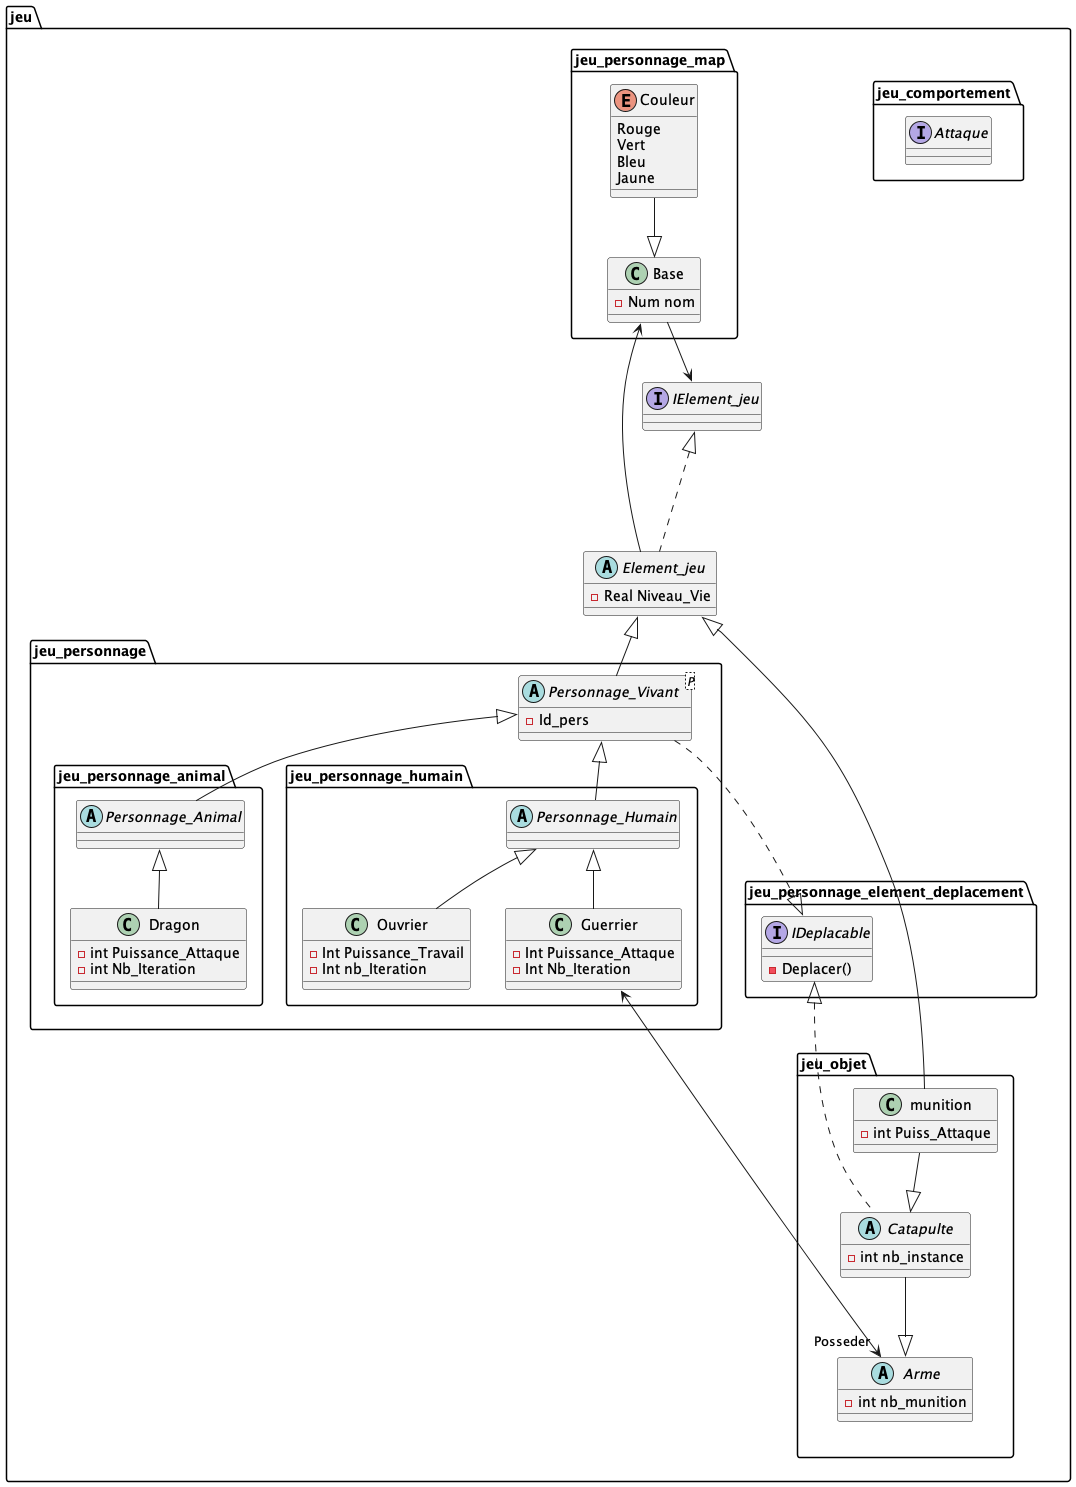 jeu
jeu_personnage_map
E Couleur
Rouge
Vert
Bleu
Jaune
jeu_comportement
I Attaque
C Base
Num nom
I IElement_jeu
A Element_jeu
Real Niveau_Vie
jeu_personnage
A Personnage_Vivant P
Id_pers
jeu_personnage_animal
A Personnage_Animal
C Dragon
int Puissance_Attaque
int Nb_Iteration
jeu_personnage_humain
A Personnage_Humain
C Ouvrier
Int Puissance_Travail
Int nb_Iteration
C Guerrier
Int Puissance_Attaque
Int Nb_Iteration
jeu_personnage_element_deplacement
I IDeplacable
Deplacer()
jeu_objet
C munition
int Puiss_Attaque
A Catapulte
int nb_instance
Posseder
A Arme
int nb_munition